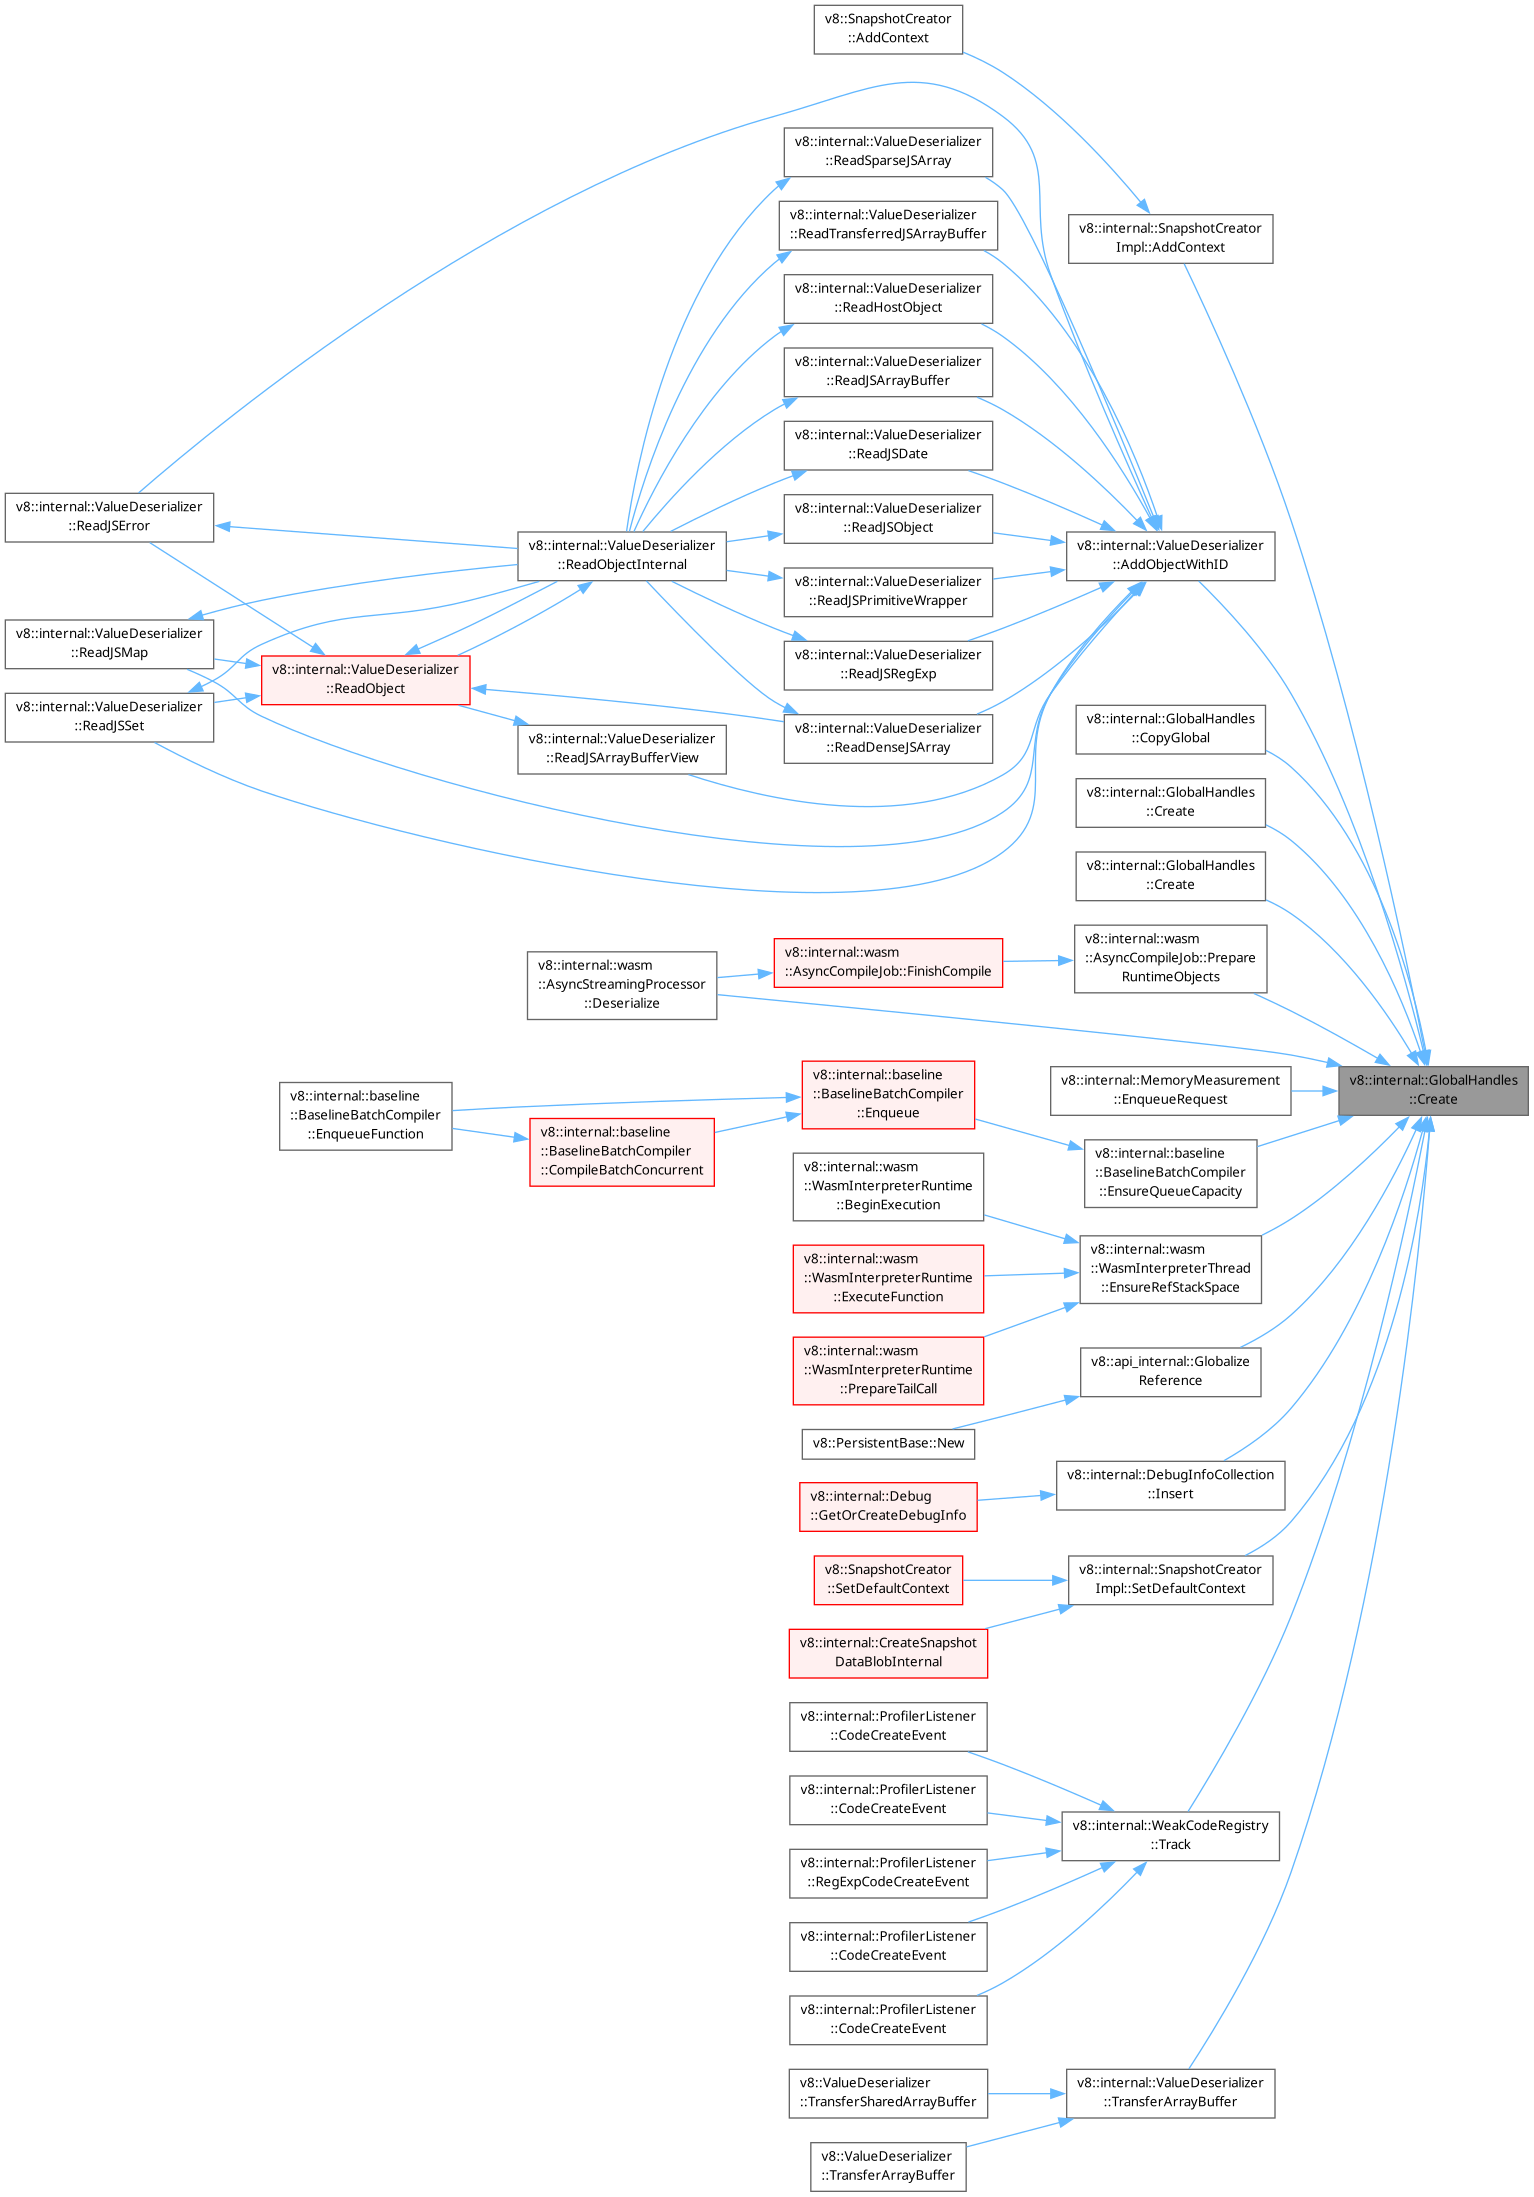 v8::SnapshotCreator
::AddContext
v8::internal::ValueDeserializer
::ReadSparseJSArray
v8::internal::ValueDeserializer
::ReadTransferredJSArrayBuffer
v8::internal::SnapshotCreator
Impl::AddContext
v8::internal::ValueDeserializer
::ReadHostObject
v8::internal::ValueDeserializer
::ReadJSArrayBuffer
v8::internal::ValueDeserializer
::ReadJSDate
v8::internal::ValueDeserializer
::ReadJSError
v8::internal::ValueDeserializer
::ReadJSObject
v8::internal::ValueDeserializer
::ReadObjectInternal
v8::internal::ValueDeserializer
::AddObjectWithID
v8::internal::ValueDeserializer
::ReadJSPrimitiveWrapper
v8::internal::ValueDeserializer
::ReadJSMap
v8::internal::ValueDeserializer
::ReadJSRegExp
v8::internal::ValueDeserializer
::ReadObject
v8::internal::ValueDeserializer
::ReadJSSet
v8::internal::ValueDeserializer
::ReadJSArrayBufferView
v8::internal::ValueDeserializer
::ReadDenseJSArray
v8::internal::GlobalHandles
::CopyGlobal
v8::internal::GlobalHandles
::Create
v8::internal::GlobalHandles
::Create
v8::internal::wasm
::AsyncStreamingProcessor
::Deserialize
v8::internal::wasm
::AsyncCompileJob::FinishCompile
v8::internal::wasm
::AsyncCompileJob::Prepare
RuntimeObjects
v8::internal::GlobalHandles
::Create
v8::internal::MemoryMeasurement
::EnqueueRequest
v8::internal::baseline
::BaselineBatchCompiler
::EnqueueFunction
v8::internal::baseline
::BaselineBatchCompiler
::CompileBatchConcurrent
v8::internal::baseline
::BaselineBatchCompiler
::Enqueue
v8::internal::baseline
::BaselineBatchCompiler
::EnsureQueueCapacity
v8::internal::wasm
::WasmInterpreterRuntime
::BeginExecution
v8::internal::wasm
::WasmInterpreterRuntime
::ExecuteFunction
v8::internal::wasm
::WasmInterpreterThread
::EnsureRefStackSpace
v8::internal::wasm
::WasmInterpreterRuntime
::PrepareTailCall
v8::api_internal::Globalize
Reference
v8::PersistentBase::New
v8::internal::DebugInfoCollection
::Insert
v8::internal::Debug
::GetOrCreateDebugInfo
v8::SnapshotCreator
::SetDefaultContext
v8::internal::SnapshotCreator
Impl::SetDefaultContext
v8::internal::CreateSnapshot
DataBlobInternal
v8::internal::ProfilerListener
::CodeCreateEvent
v8::internal::ProfilerListener
::CodeCreateEvent
v8::internal::WeakCodeRegistry
::Track
v8::internal::ProfilerListener
::RegExpCodeCreateEvent
v8::internal::ProfilerListener
::CodeCreateEvent
v8::internal::ProfilerListener
::CodeCreateEvent
v8::ValueDeserializer
::TransferSharedArrayBuffer
v8::internal::ValueDeserializer
::TransferArrayBuffer
v8::ValueDeserializer
::TransferArrayBuffer